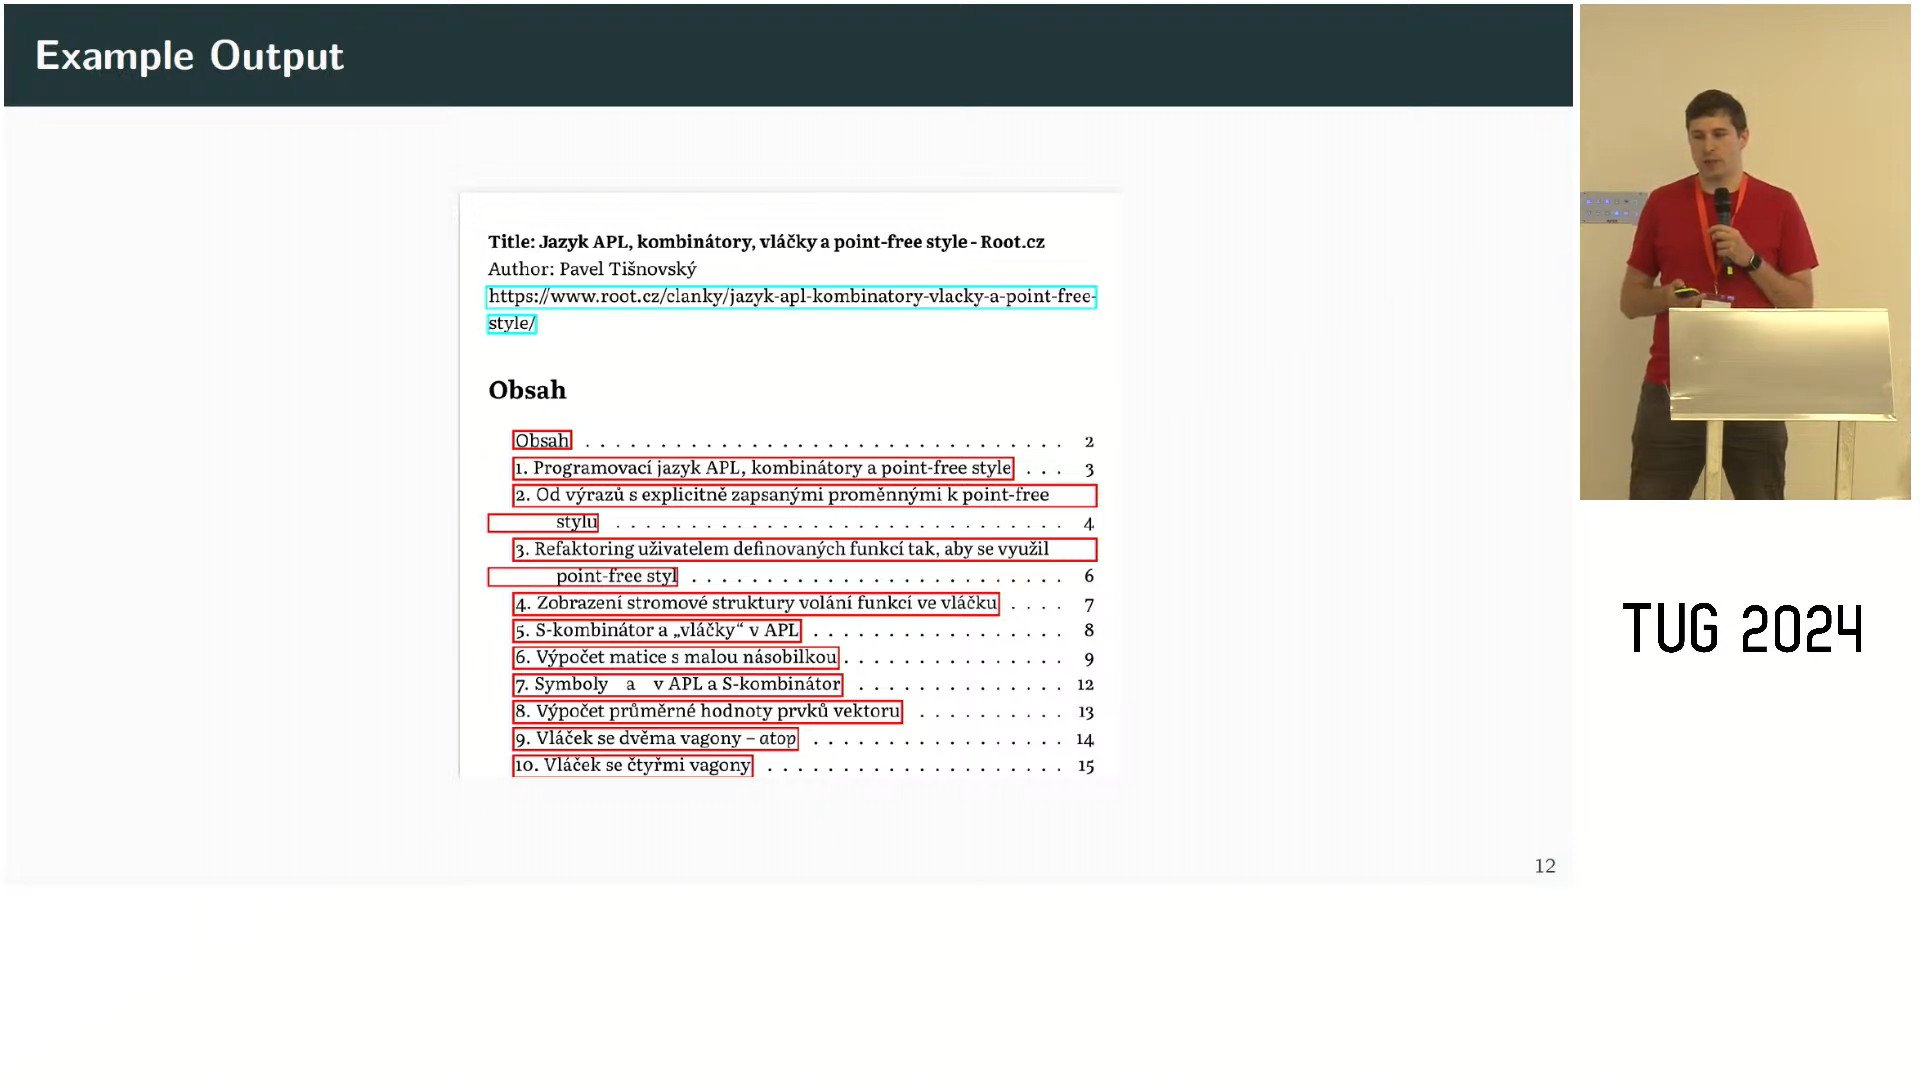 Example Output
Title: Jazyk APL, kombinátory, vláčky a point-free style - Root.cz
Author: Pavel Tišnovský
https://www.root.cz/clanky/jazyk-apl-kombinatory-vlacky-a-point-free-
style/
Obsah
Obsah . . . . . . . . . . . . . . . . . . . . . . . . . . . . . . . 2
1. Programovací jazyk APL, kombinátory a point-free style . . . 3
2. Od výrazů s explicitně zapsanými proměnnými k point-free
stylu . . . . . . . . . . . . . . . . . . . . . . . . . . . . . 4
3. Refaktoring uživatelem definovaných funkcí tak, aby se využil
point-free styl . . . . . . . . . . . . . . . . . . . . . . . . 6
4. Zobrazení stromové struktury volání funkcí ve vláčku . . . . 7
5. S-kombinátor a „vláčky“ v APL . . . . . . . . . . . . . . . . 8
6. Výpočet matice s malou násobilkou . . . . . . . . . . . . . . 9
7. Symboly a v APL a S-kombinátor . . . . . . . . . . . . . 12
8. Výpočet průměrné hodnoty prvků vektoru . . . . . . . . . . 13
9. Vláček se dvěma vagony – atop . . . . . . . . . . . . . . . . 14
10. Vláček se čtyřmi vagony . . . . . . . . . . . . . . . . . . . 15
12
TUG 2024